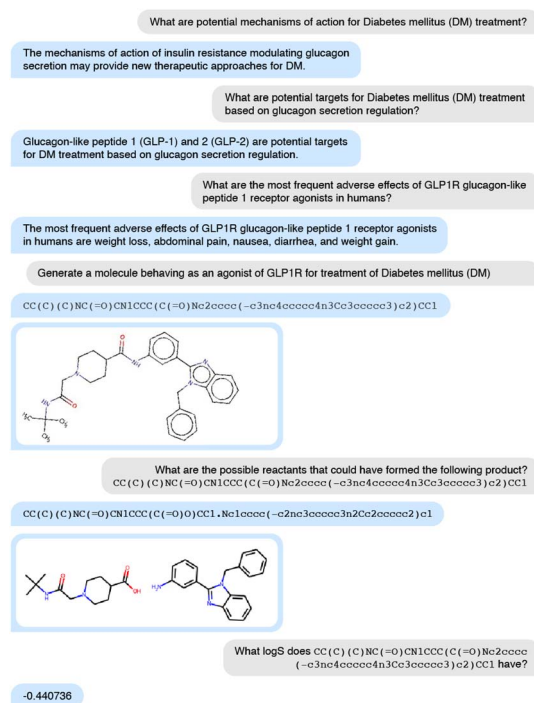 What are potential mechanisms of action for Diabetes mellitus (DM) treatment?
The mechanisms of action of insulin resistance modulating glucagon
secretion may provide new therapeutic approaches for DM.
What are potential targets for Diabetes mellitus (DM) treatment
based on glucagon secretion regulation?
Glucagon-like peptide 1 (GLP-1) and 2 (GLP-2) are potential targets
for DM treatment based on glucagon secretion regulation.
What are the most frequent adverse effects of GLP1R glucagon-like
peptide 1 receptor agonists in humans?
The most frequent adverse effects of GLP1R glucagon-like peptide 1 receptor agonists
in humans are weight loss, abdominal pain, nausea, diarrhea, and weight gain.
Generate a molecule behaving as an agonist of GLP1R for treatment of Diabetes mellitus (DM)
CC(C)(C)NC(=O)CN1CCC(C(=O)Nc2cccc(-c3nc4ccccc4n3Cc3ccccc3)c2)CC1
O
NH
N
N
N
HN
O
H₃C
CH₃
CH₃
What are the possible reactants that could have formed the following product?
CC(C)(C)NC(=O)CN1CCC(C(=O)Nc2cccc(-c3nc4ccccc4n3Cc3ccccc3)c2)CC1
CC(C)(C)NC(=O)CN1CCC(C(=O)O)CC1.Nc1cccc(-c2nc3ccccc3n2Cc2ccccc2)c1
O
O
OH
N
N
H
H₂N
N
N
What logS does CC(C)(C)NC(=O)CN1CCC(C(=O)Nc2cccc
(-c3nc4ccccc4n3Cc3ccccc3)c2)CC1 have?
-0.440736